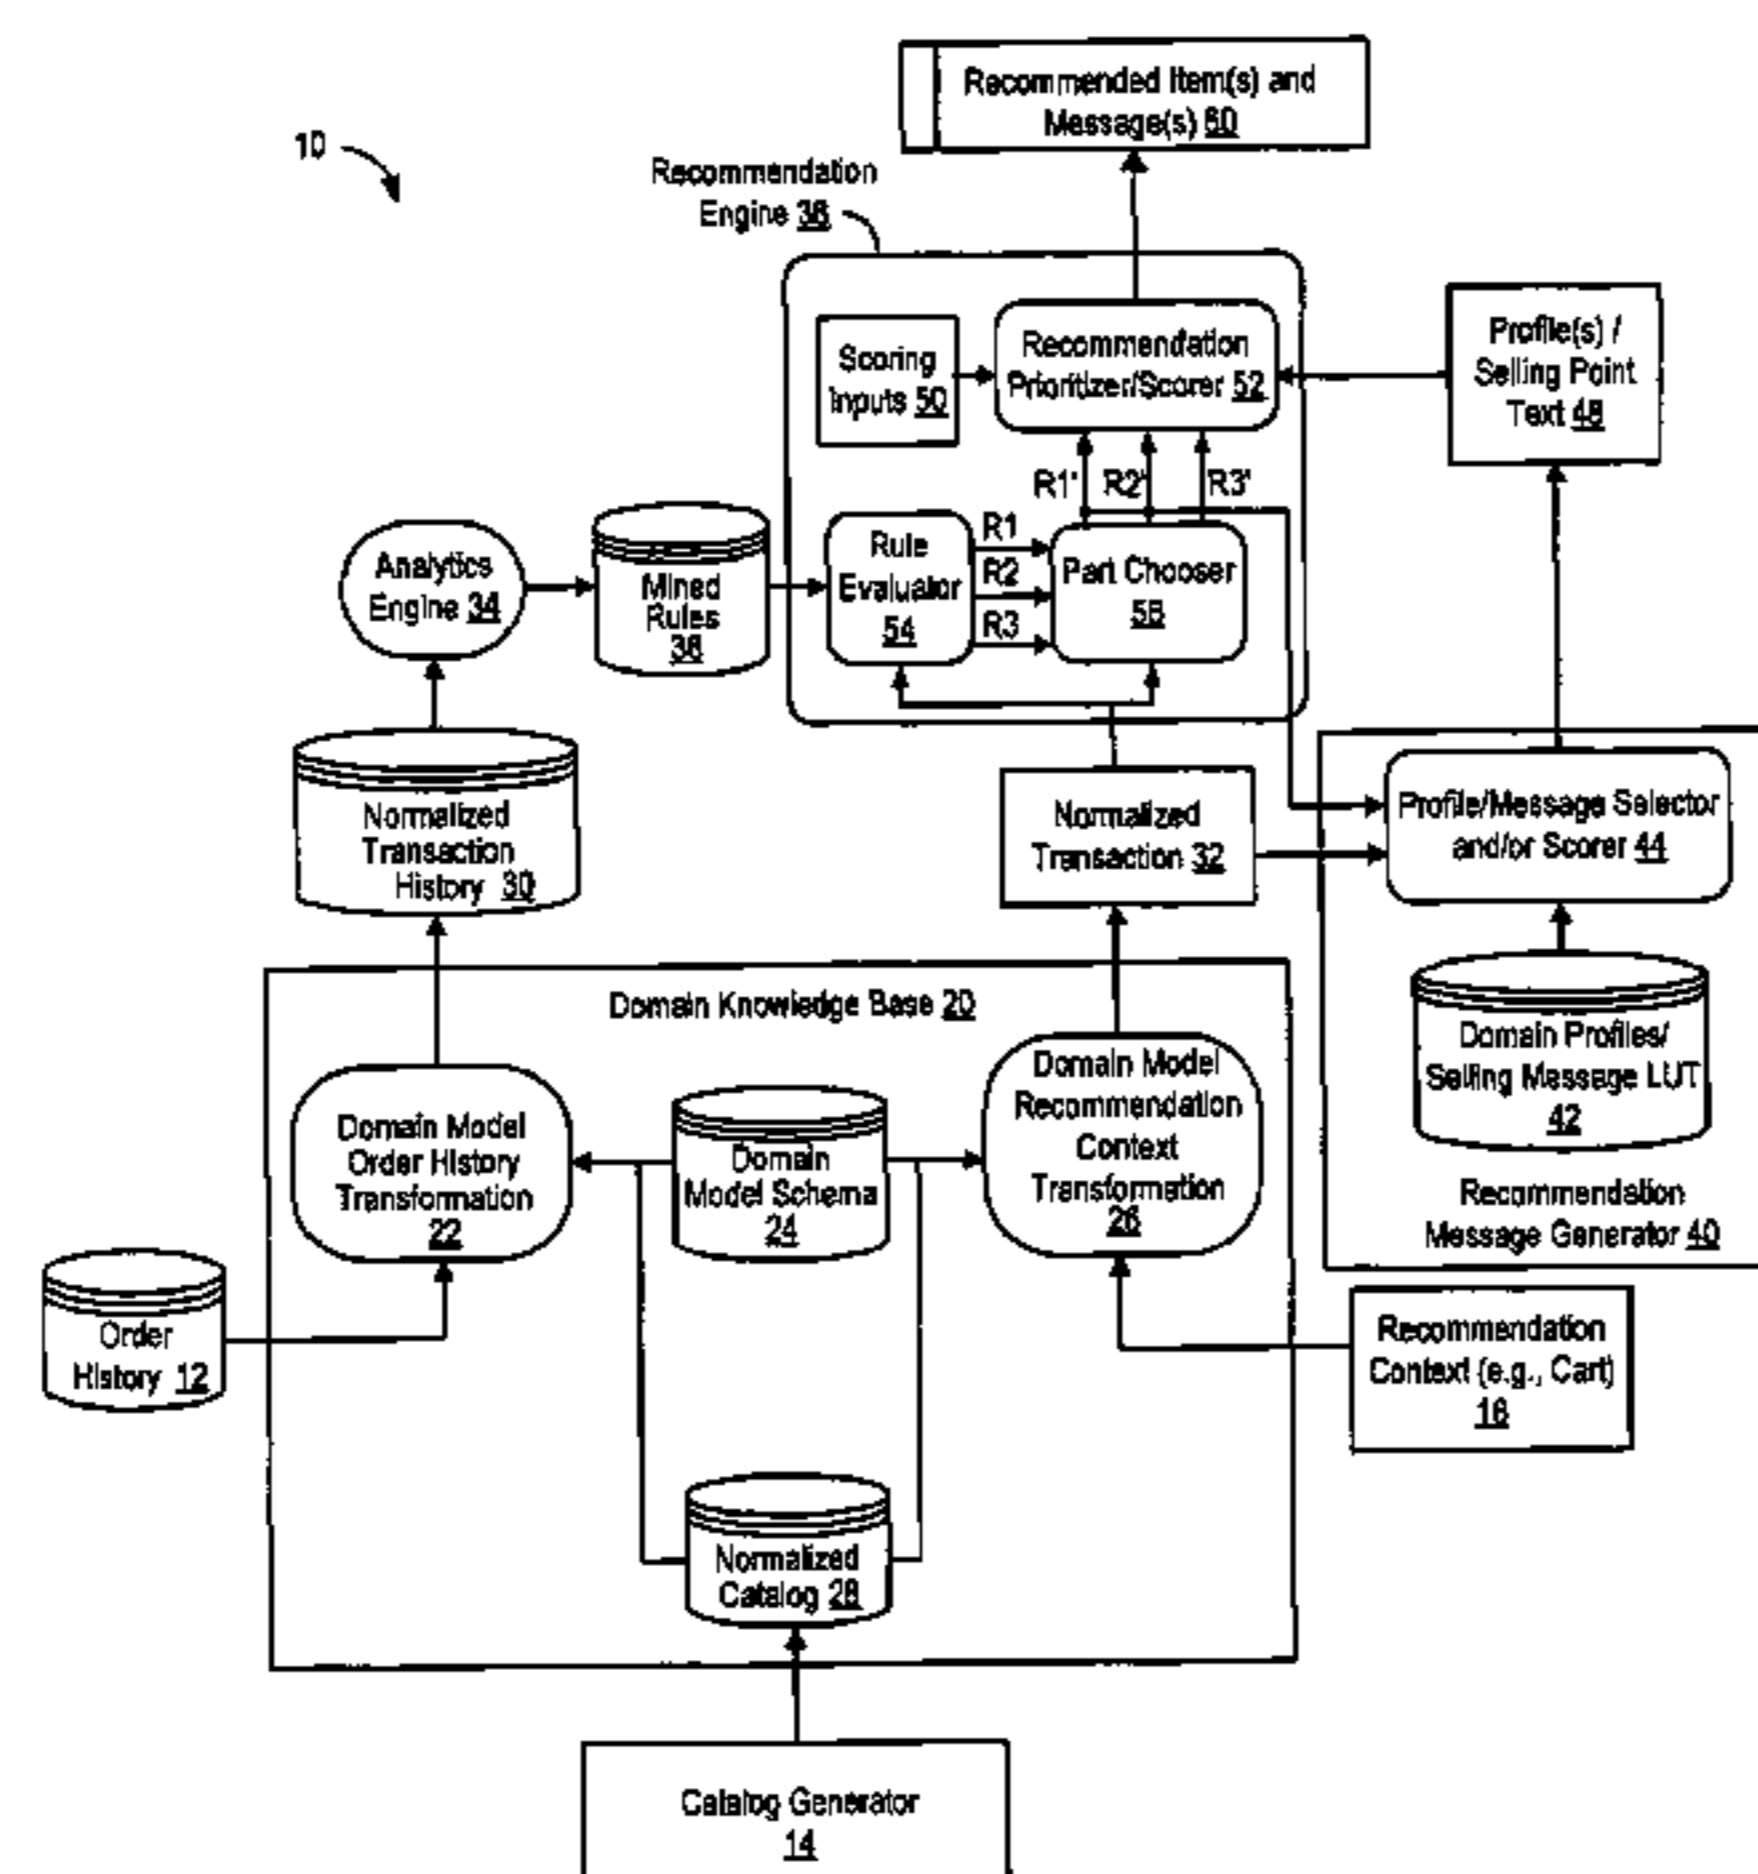 10
Recommended Item(s) and
Message(s) 60
Recommendation
Engine
Scoring
Inputs 50
Recommendation
Prioritizer/Scorer 52
Profile(s) /
Selling Point
Text
R1' R2' R3'
Analytics
Engine 34
Mined
Rules
Rule
Evaluator
54
R1
R2
R3
Part Chooser
56
Normalized
Transaction
History 30
Normalized
Transaction 32
Profile/Message Selector
and/or Scorer 44
Domain Knowledge Base 20
Domain Profiles/
Selling Message LUT
42
Recommendation
Message Generator 40
Domain Model
Order History
Transformation
22
Domain
Model Schema
24
Domain Model
Recommendation
Context
Transformation
26
Order
History 12
Recommendation
Context (e.g., Cart)
16
Normalized
Catalog 28
Catalog Generator
14